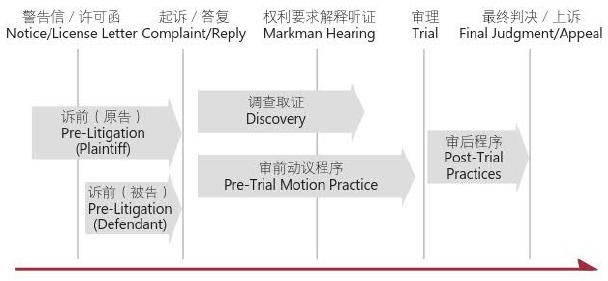 警告信 / 许可函
Notice/License Letter
起诉 / 答复
Complaint/Reply
权利要求解释听证
Markman Hearing
审理
Trial
最终判决 / 上诉
Final Judgment/Appeal
诉前（原告）
Pre-Litigation
(Plaintiff)
诉前（被告）
Pre-Litigation
(Defendant)
调查取证
Discovery
审前动议程序
Pre-Trial Motion Practice
审后程序
Post-Trial
Practices